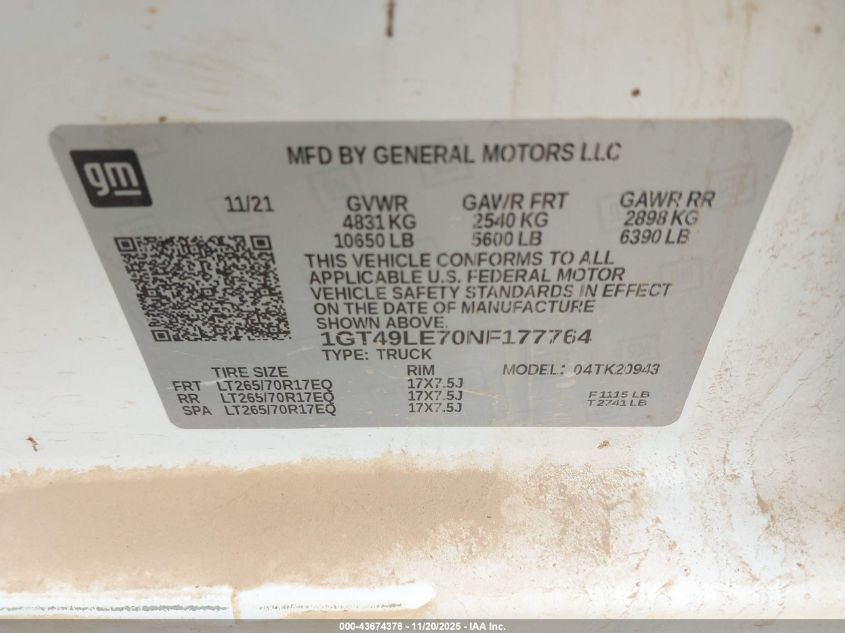 gm
MFD BY GENERAL MOTORS LLC
11/21 GVWR GAWR FRT GAWR RR
4831 KG 2540 KG 2898 KG
10650 LB 5600 LB 6390 LB
THIS VEHICLE CONFORMS TO ALL
APPLICABLE U.S. FEDERAL MOTOR
VEHICLE SAFETY STANDARDS IN EFFECT
ON THE DATE OF MANUFACTURE
SHOWN ABOVE.
1GT49LE70NF177764
TYPE: TRUCK
TIRE SIZE RIM MODEL: 04TK20943
FRT LT265/70R17EQ 17X7.5J
RR LT265/70R17EQ 17X7.5J F 1115 LB
SPA LT265/70R17EQ 17X7.5J T 2741 LB
000-43674378 - 11/20/2025 - IAA Inc.